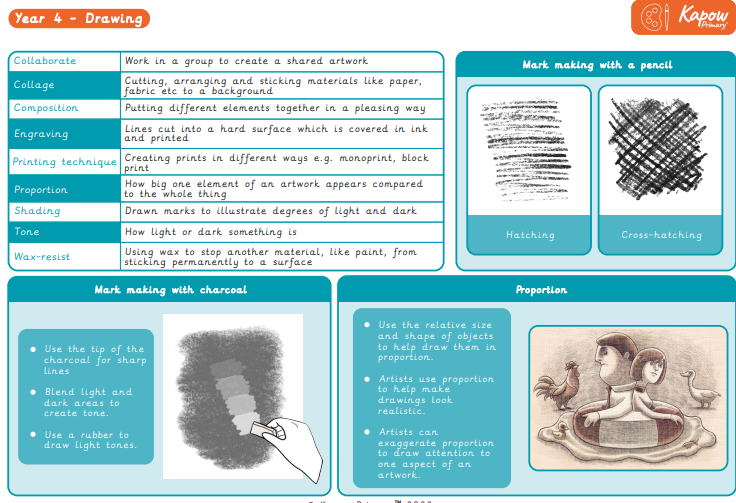 Year 4 - Drawing
Kapow
Primary
Collaborate
Work in a group to create a shared artwork
Collage
Cutting, arranging and sticking materials like paper,
fabric etc to a background
Composition
Putting different elements together in a pleasing way
Engraving
Lines cut into a hard surface which is covered in ink
and printed
Printing technique
Creating prints in different ways e.g. monoprint, block
print
Proportion
How big one element of an artwork appears compared
to the whole thing
Shading
Drawn marks to illustrate degrees of light and dark
Tone
How light or dark something is
Wax-resist
Using wax to stop another material, like paint, from
sticking permanently to a surface
Mark making with a pencil
Hatching
Cross-hatching
Mark making with charcoal
● Use the tip of the
charcoal for sharp
lines
● Blend light and
dark areas to
create tone.
● Use a rubber to
draw light tones.
Proportion
● Use the relative size
and shape of objects
to help draw them in
proportion.
● Artists use proportion
to help make
drawings look
realistic.
● Artists can
exaggerate proportion
to draw attention to
one aspect of an
artwork.